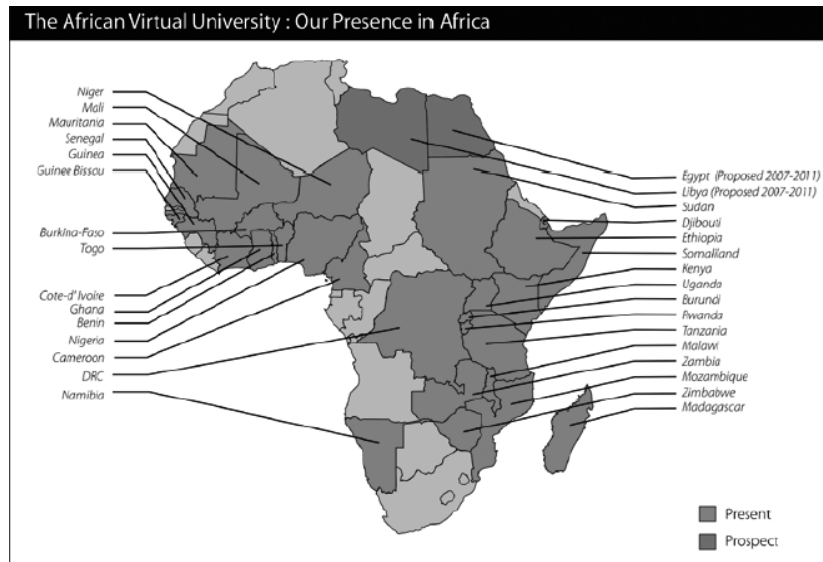 The African Virtual University : Our Presence in Africa
Niger
Mali
Mauritania
Senegal
Guinea
Guinee Bissou
Burkina-Faso
Togo
Cote-d' Ivoire
Ghana
Benin
Nigeria
Cameroon
DRC
Namibia
Egypt (Proposed 2007-2011)
Libya (Proposed 2007-2011)
Sudan
Djibouti
Ethiopia
Somaliland
Kenya
Uganda
Burundi
Rwanda
Tanzania
Malawi
Zambia
Mozambique
Zimbabwe
Madagascar
Present
Prospect